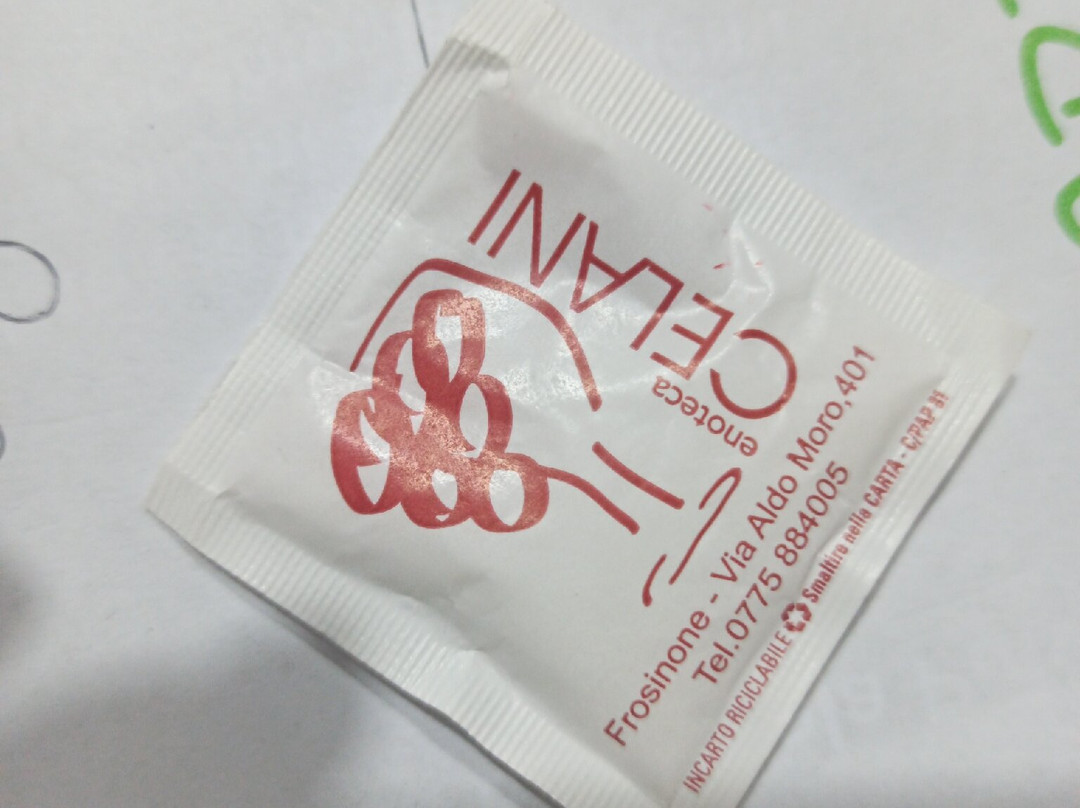 enoteca
CELANI
Frosinone - Via Aldo Moro, 401
Tel. 0775 884005
INCARTO RICICLABILE Smaltire nella CARTA - C/PAP 81